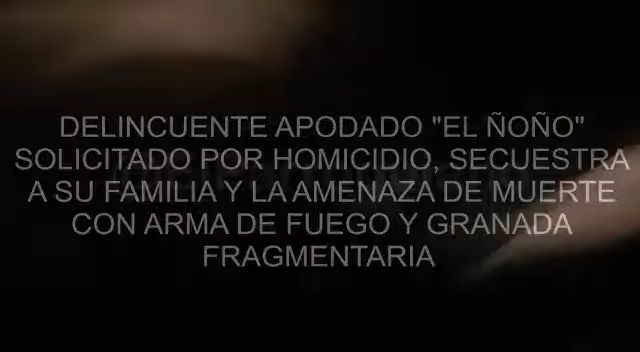 DELINCUENTE APODADO "EL ÑOÑO"
SOLICITADO POR HOMICIDIO, SECUESTRA
A SU FAMILIA Y LA AMENAZA DE MUERTE
CON ARMA DE FUEGO Y GRANADA
FRAGMENTARIA